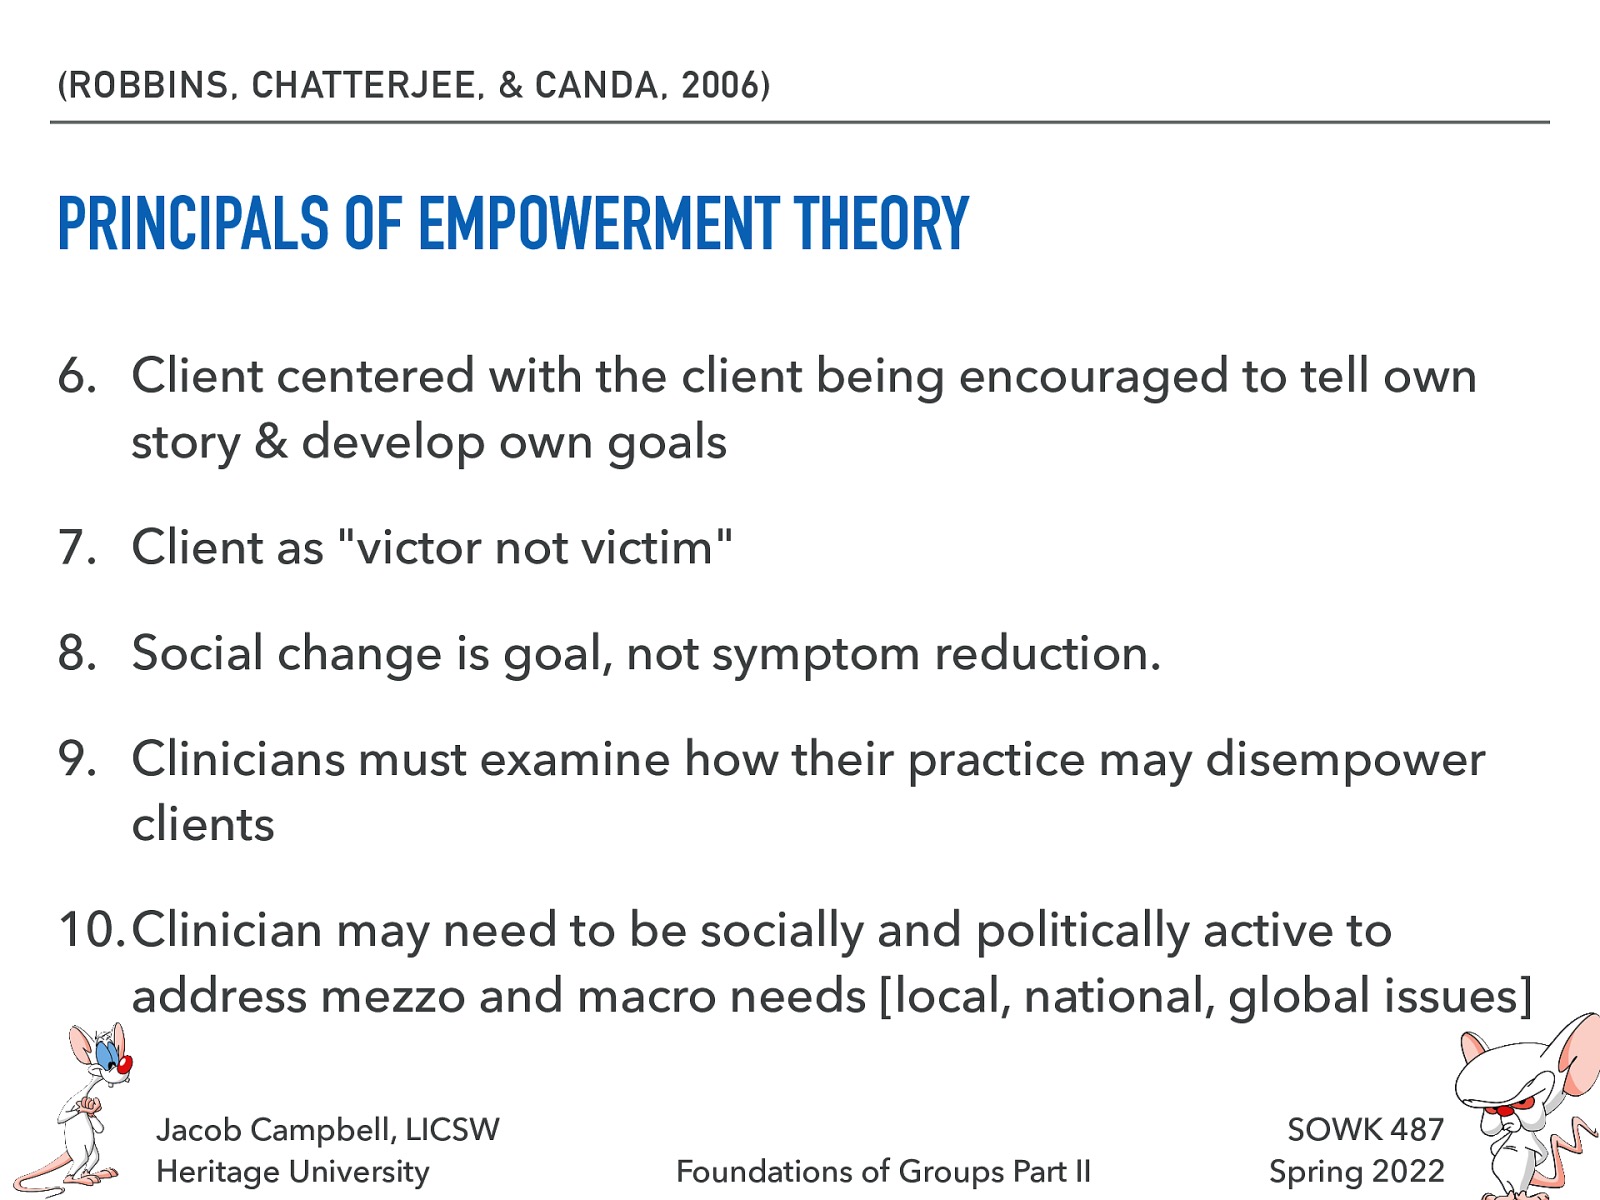 (ROBBINS, CHATTERJEE, & CANDA, 2006)
PRINCIPALS OF EMPOWERMENT THEORY
6. Client centered with the client being encouraged to tell own
story & develop own goals
7. Client as "victor not victim"
8. Social change is goal, not symptom reduction.
9. Clinicians must examine how their practice may disempower
clients
10. Clinician may need to be socially and politically active to
address mezzo and macro needs [local, national, global issues]
Jacob Campbell, LICSW
Heritage University
Foundations of Groups Part II
SOWK 487
Spring 2022